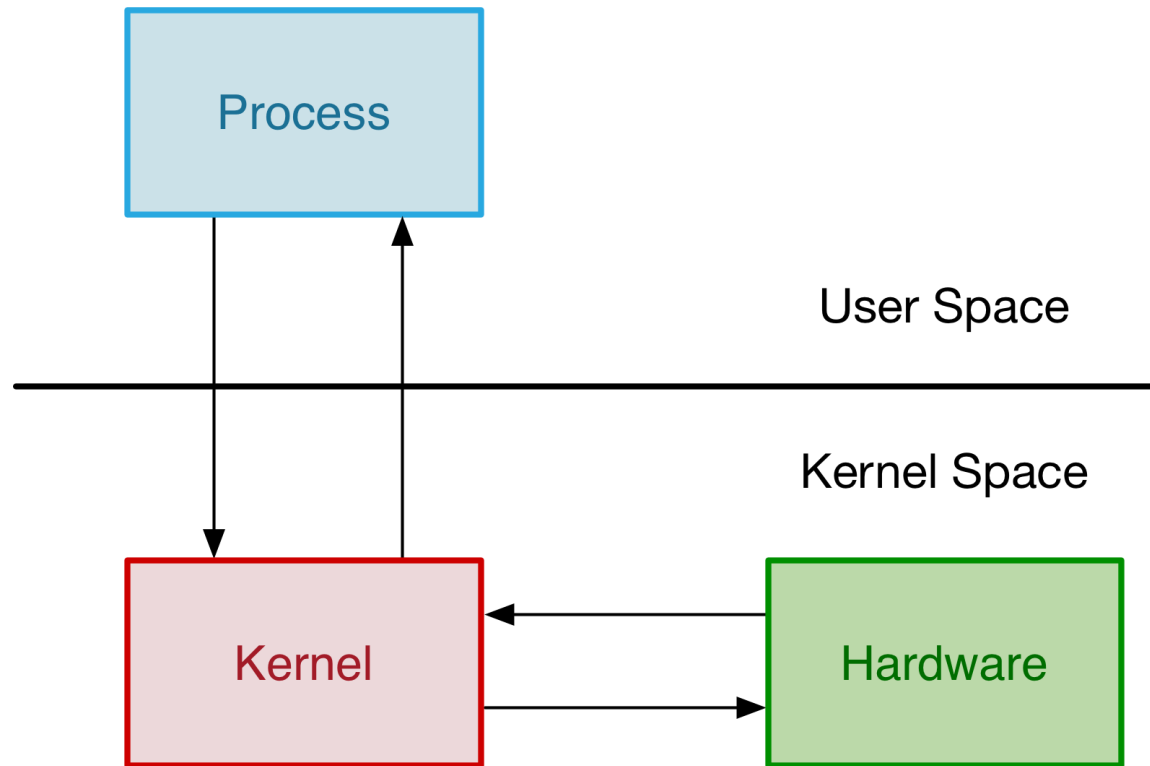 Process
User Space
Kernel Space
Kernel
Hardware